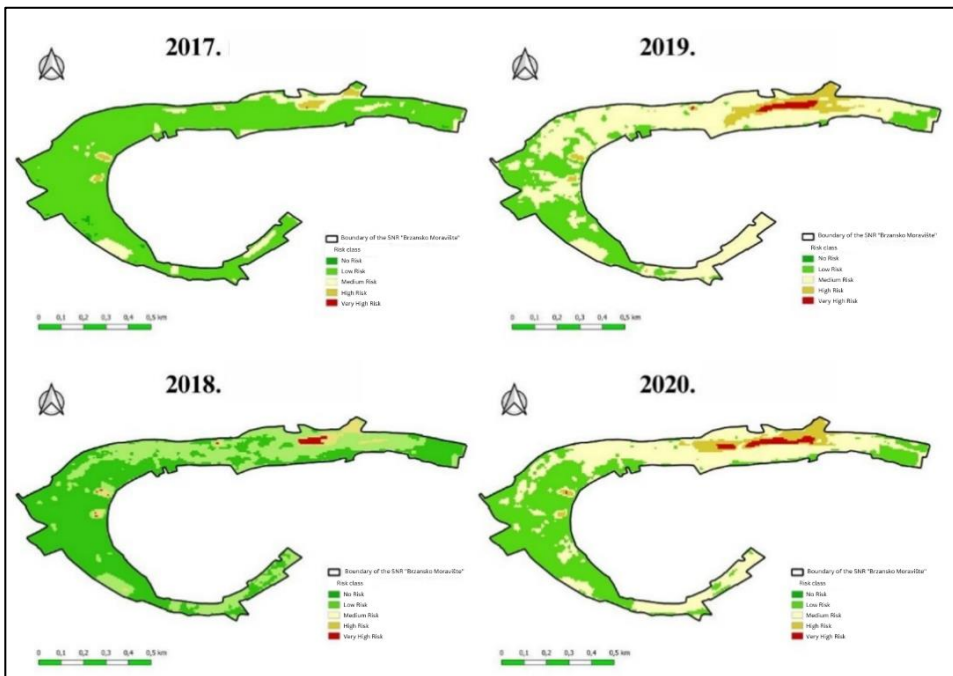 2017.
Boundary of the SNR "Brzansko Moravište"
Risk class
No Risk
Low Risk
Medium Risk
High Risk
Very High Risk
0 0,1 0,2 0,3 0,4 0,5 km
2019.
Boundary of the SNR "Brzansko Moravište"
Risk class
No Risk
Low Risk
Medium Risk
High Risk
Very High Risk
0 0,1 0,2 0,3 0,4 0,5 km
2018.
Boundary of the SNR "Brzansko Moravište"
Risk class
No Risk
Low Risk
Medium Risk
High Risk
Very High Risk
0 0,1 0,2 0,3 0,4 0,5 km
2020.
Boundary of the SNR "Brzansko Moravište"
Risk class
No Risk
Low Risk
Medium Risk
High Risk
Very High Risk
0 0,1 0,2 0,3 0,4 0,5 km